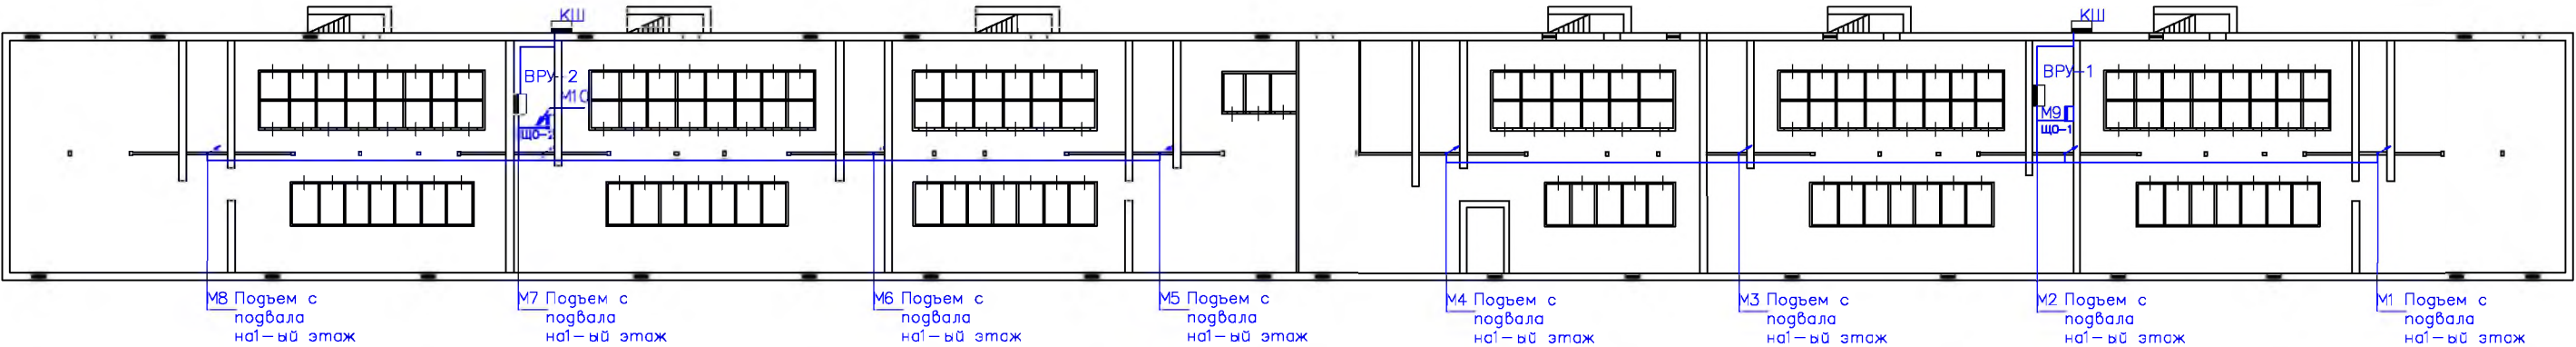 КШ
КШ
ВРУ-2
ВРУ-1
М10
М9
ЩО-2
ЩО-1
М8 Подъем с
подвала
на1-ый этаж
М7 Подъем с
подвала
на1-ый этаж
М6 Подъем с
подвала
на1-ый этаж
М5 Подъем с
подвала
на1-ый этаж
М4 Подъем с
подвала
на1-ый этаж
М3 Подъем с
подвала
на1-ый этаж
М2 Подъем с
подвала
на1-ый этаж
М1 Подъем с
подвала
на1-ый этаж